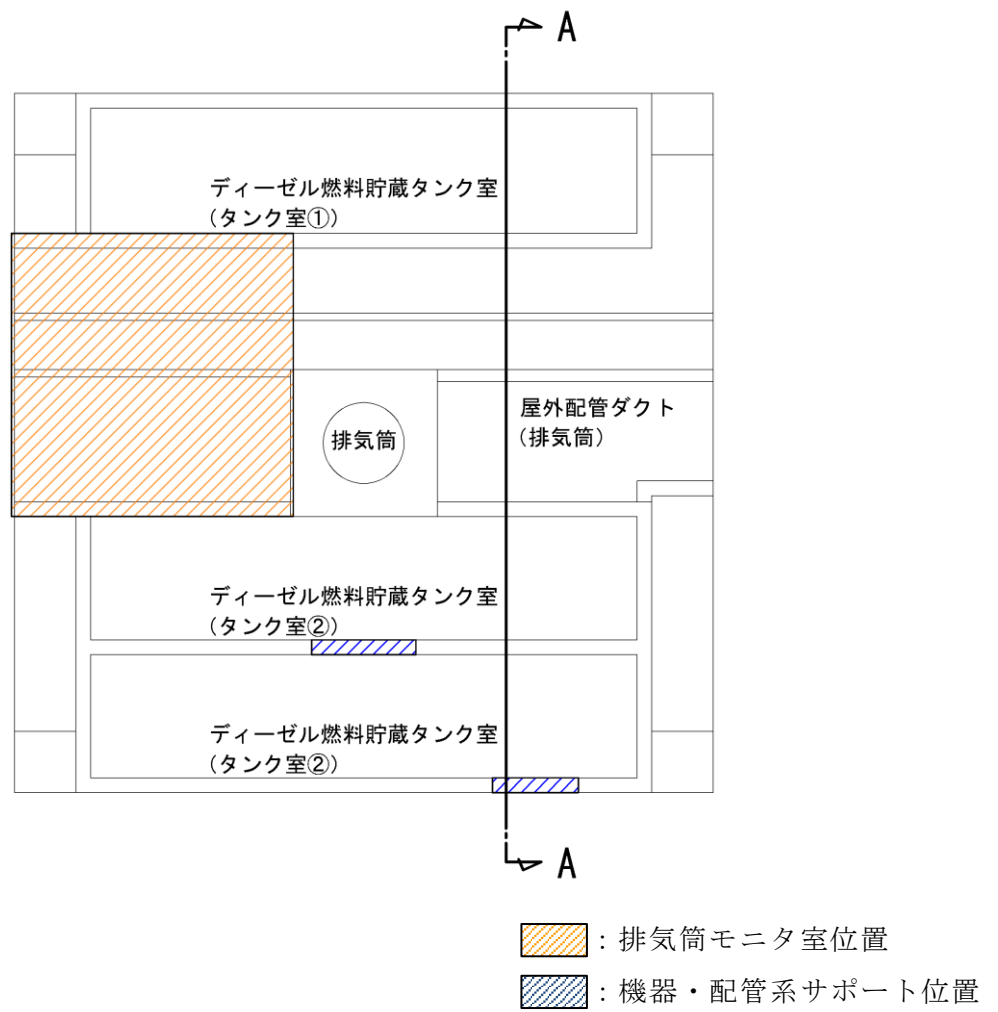 A
ディーゼル燃料貯蔵タンク室
(タンク室①)
屋外配管ダクト
(排気筒)
排気筒
ディーゼル燃料貯蔵タンク室
(タンク室②)
ディーゼル燃料貯蔵タンク室
(タンク室②)
A
：排気筒モニタ室位置
：機器・配管系サポート位置